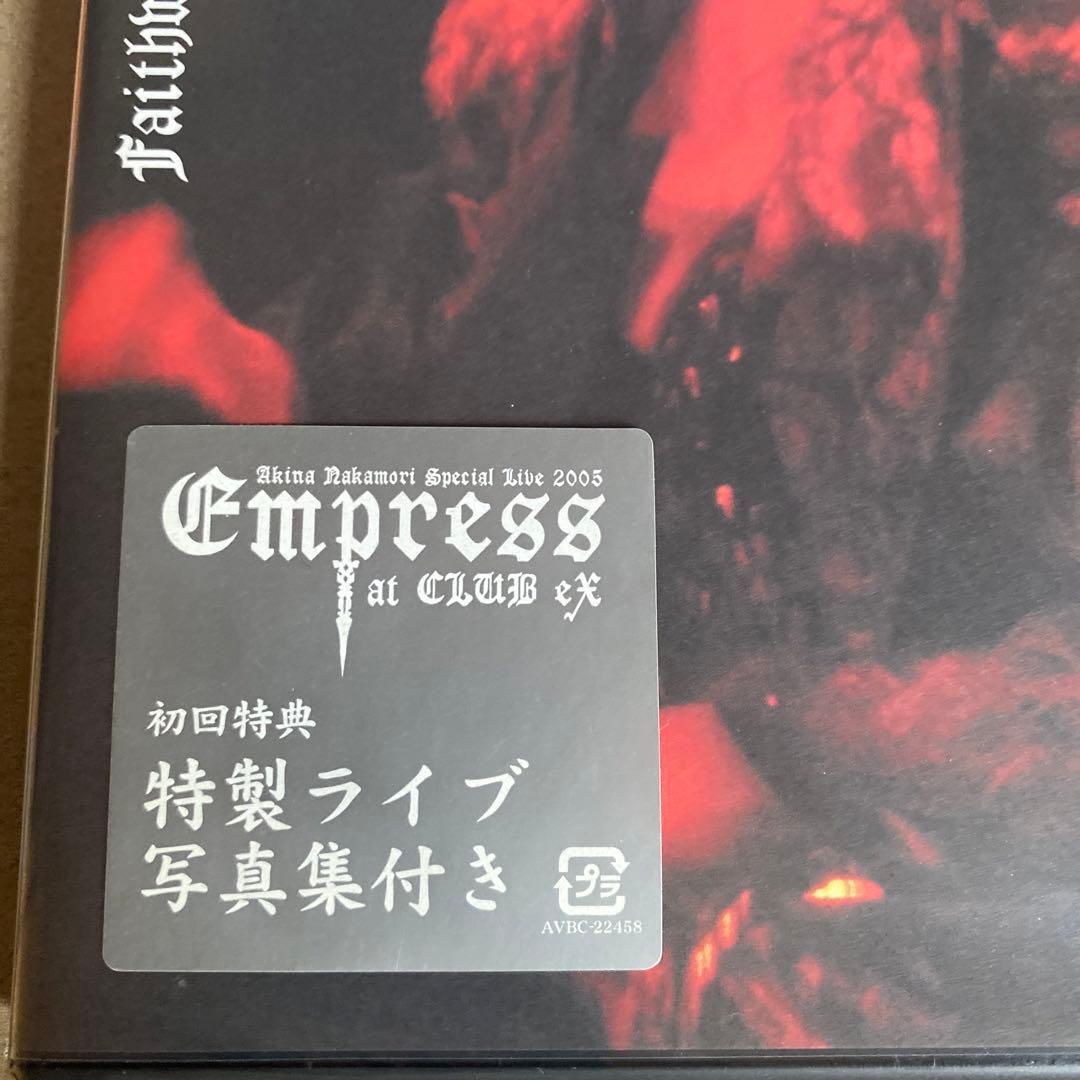 Akina Nakamori Special Live 2005
Empress
at CLUB eX
初回特典
特製ライブ
写真集付き
プラ
AVBC-22458